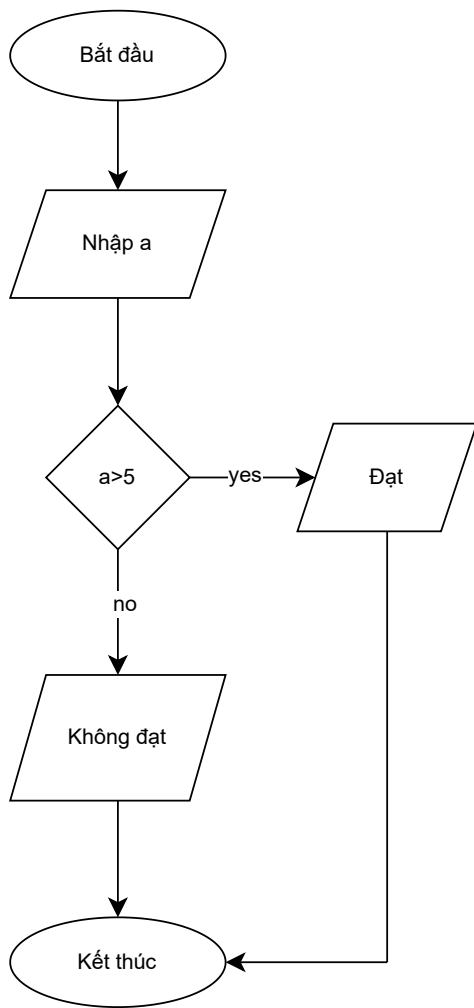 Bắt đầu
Nhập a
a>5
yes
Đạt
no
Không đạt
Kết thúc